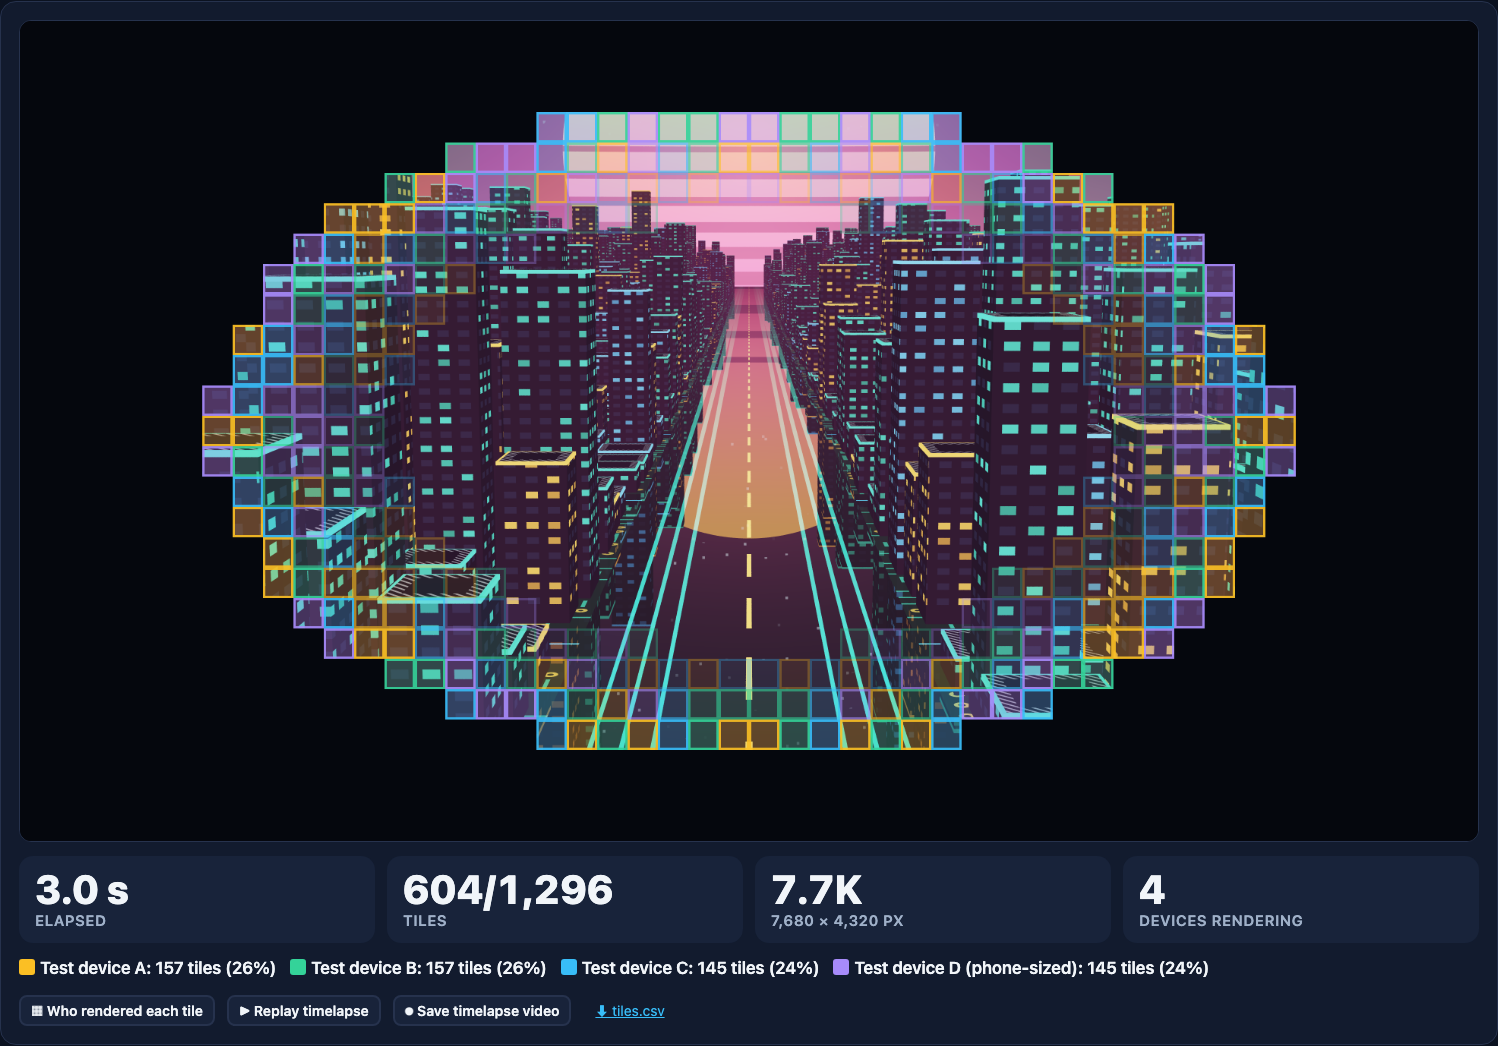 3.0 s
ELAPSED
604/1,296
TILES
7.7K
7,680 × 4,320 PX
4
DEVICES RENDERING
Test device A: 157 tiles (26%) Test device B: 157 tiles (26%) Test device C: 145 tiles (24%) Test device D (phone-sized): 145 tiles (24%)
Who rendered each tile
Replay timelapse
Save timelapse video
tiles.csv